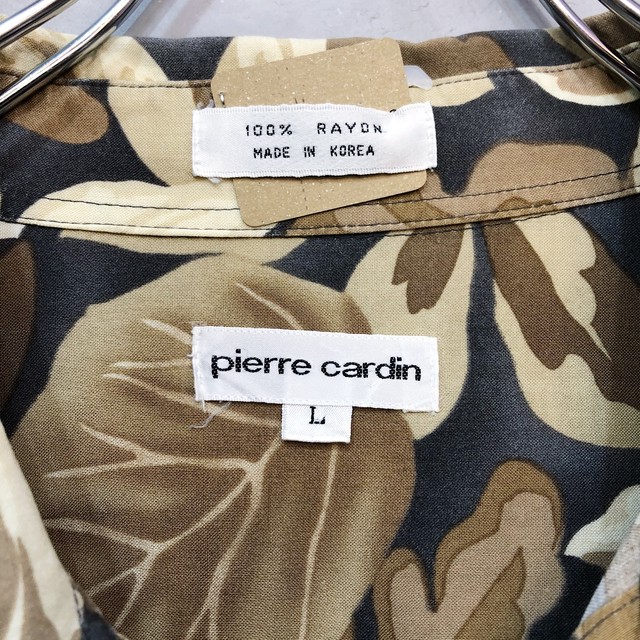 100% RAYON
MADE IN KOREA
pierre cardin
L